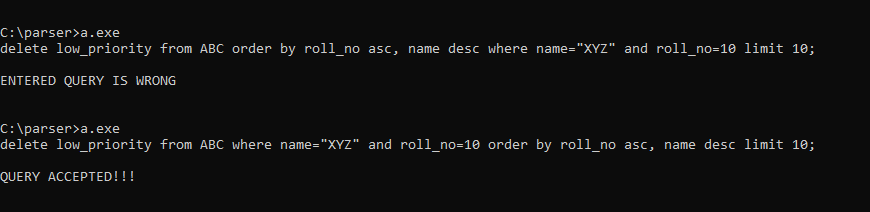 C:\parser>a.exe
delete low_priority from ABC order by roll_no asc, name desc where name="XYZ" and roll_no=10 limit 10;
ENTERED QUERY IS WRONG
C:\parser>a.exe
delete low_priority from ABC where name="XYZ" and roll_no=10 order by roll_no asc, name desc limit 10;
QUERY ACCEPTED!!!